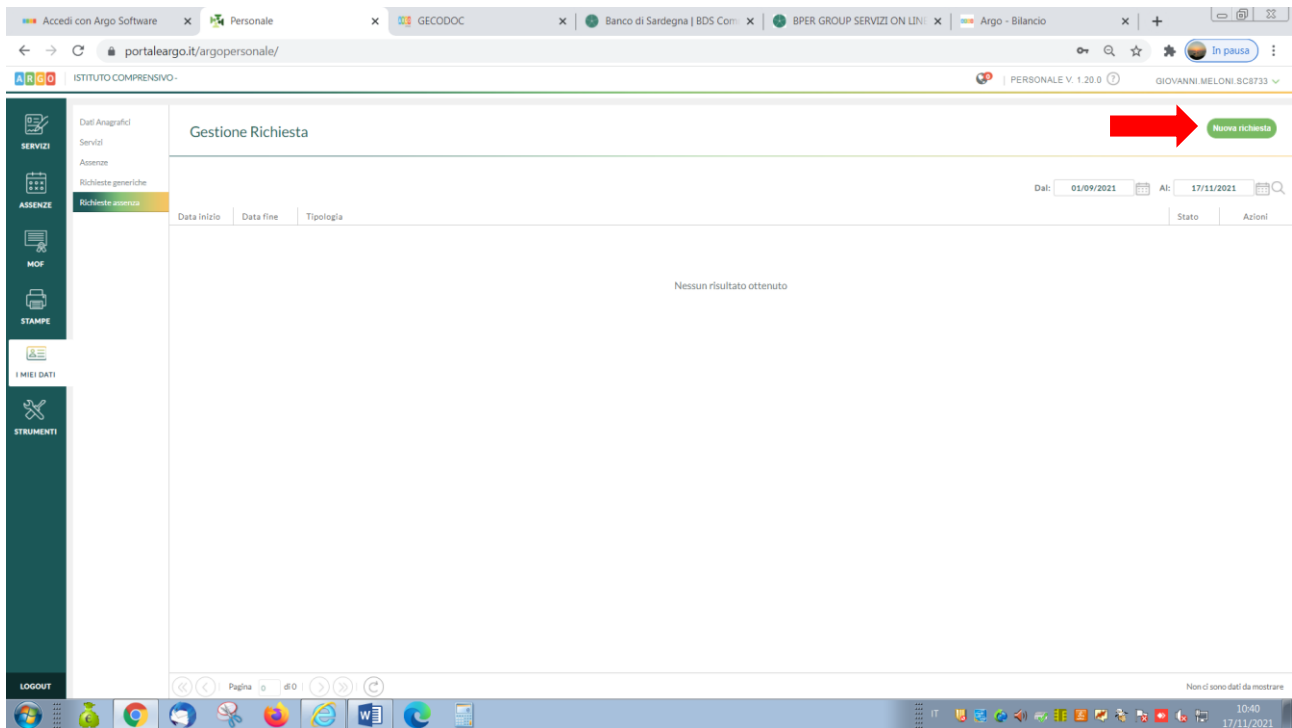 Accedi con Argo Software
Personale
GECODOC
Banco di Sardegna | BDS Com
BPER GROUP SERVIZI ON LINE
Argo - Bilancio
portaleargo.it/argopersonale/
In pausa
ARGO
ISTITUTO COMPRENSIVO -
PERSONALE V. 1.20.0 ?
GIOVANNI.MELONI.SC8733
SERVIZI
ASSENZE
MOF
STAMPE
I MIEI DATI
STRUMENTI
LOGOUT
Dati Anagrafici
Servizi
Assenze
Richieste generiche
Richieste assenza
Gestione Richiesta
Nuova richiesta
Dal: 01/09/2021 Al: 17/11/2021
Data inizio Data fine Tipologia Stato Azioni
Nessun risultato ottenuto
Pagina 0 di 0
Non ci sono dati da mostrare
IT
10:40
17/11/2021